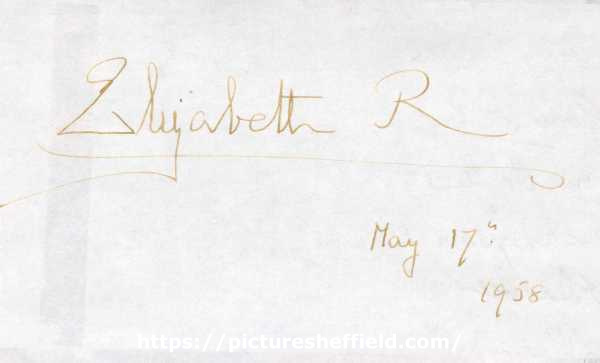 Elizabeth R
May 17th
1958
https://picturesheffield.com/